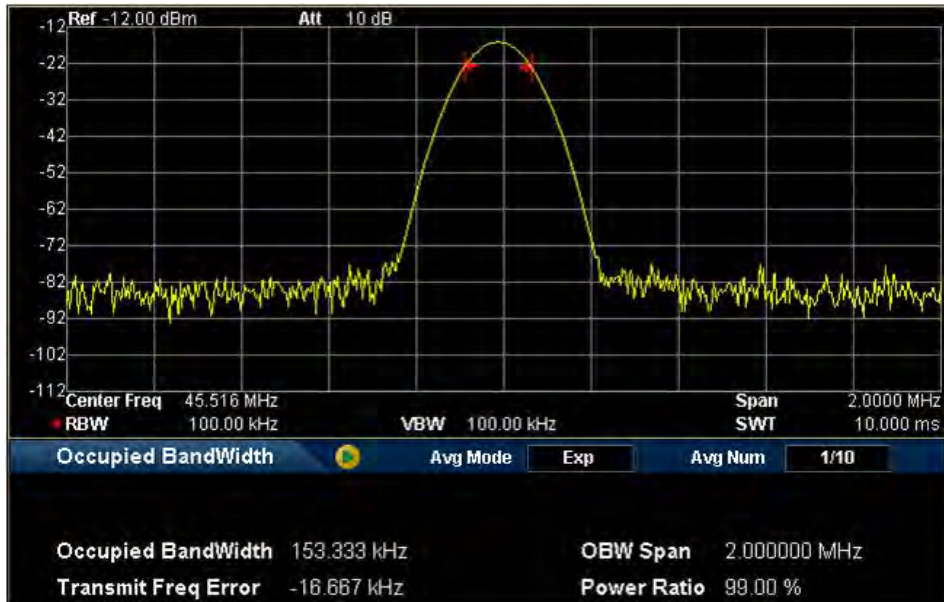 Ref -12.00 dBm Att 10 dB
-12
-22
-32
-42
-52
-62
-72
-82
-92
-102
-112
Center Freq 45.516 MHz Span 2.0000 MHz
RBW 100.00 kHz VBW 100.00 kHz SWT 10.000 ms
Occupied BandWidth Avg Mode Exp Avg Num 1/10
Occupied BandWidth 153.333 kHz OBW Span 2.000000 MHz
Transmit Freq Error -16.667 kHz Power Ratio 99.00 %